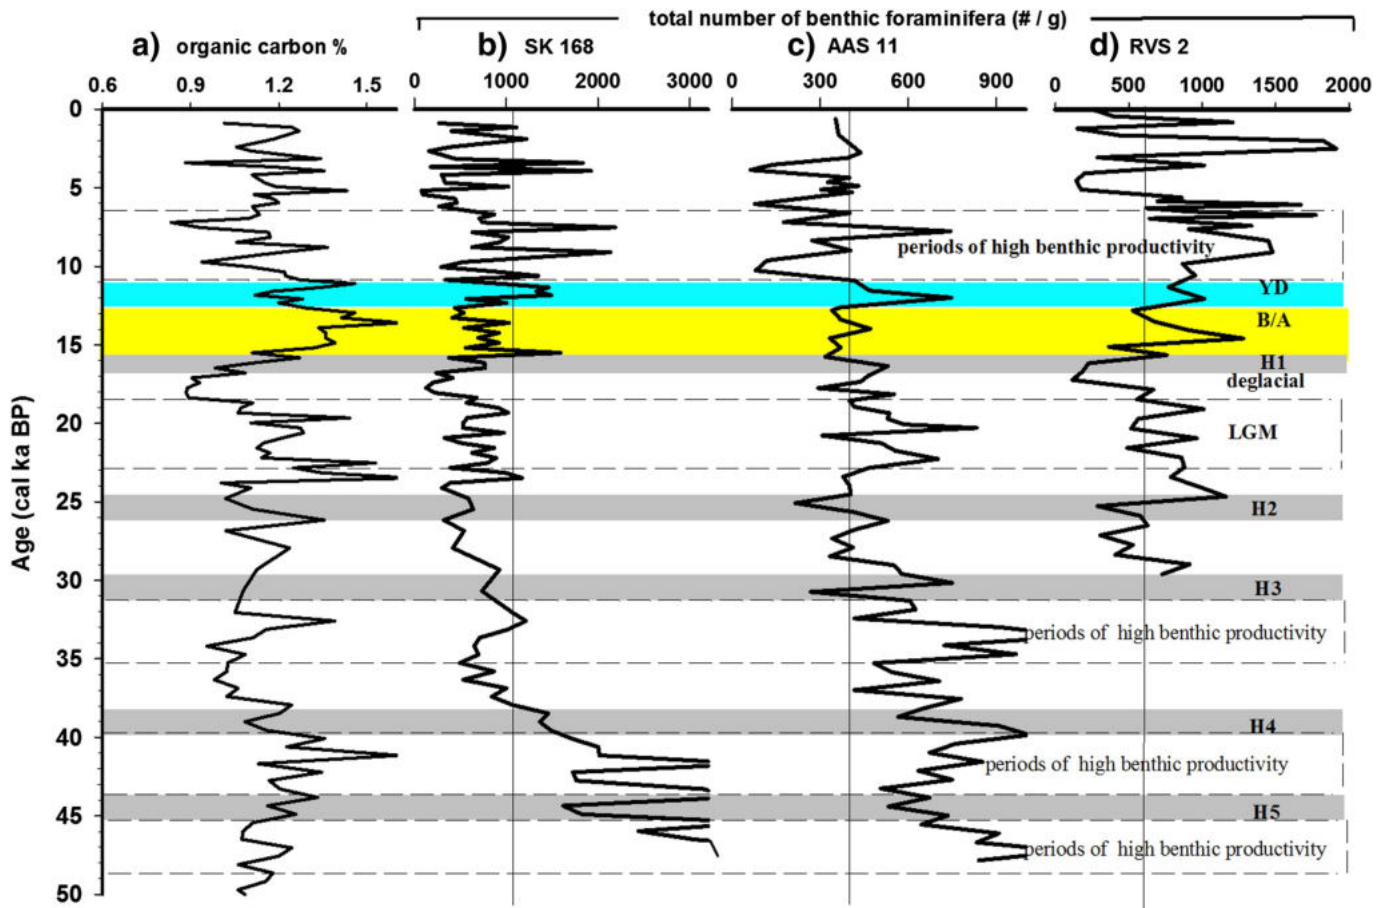 total number of benthic foraminifera (# / g)
a) organic carbon % b) SK 168 c) AAS 11 d) RVS 2
0.6 0.9 1.2 1.5 0 1000 2000 3000 0 300 600 900 0 500 1000 1500 2000
0
5
periods of high benthic productivity
10
YD
B/A
15
H1
deglacial
20
LGM
25
H2
30
H3
periods of high benthic productivity
35
H4
40
periods of high benthic productivity
45
H5
periods of high benthic productivity
50
Age (cal ka BP)